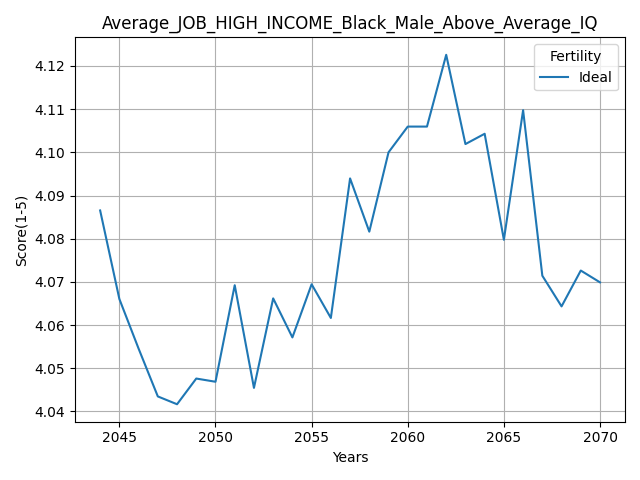 Average_JOB_HIGH_INCOME_Black_Male_Above_Average_IQ
Fertility
Ideal
4.12
4.11
4.10
4.09
4.08
4.07
4.06
4.05
4.04
Score(1-5)
2045 2050 2055 2060 2065 2070
Years